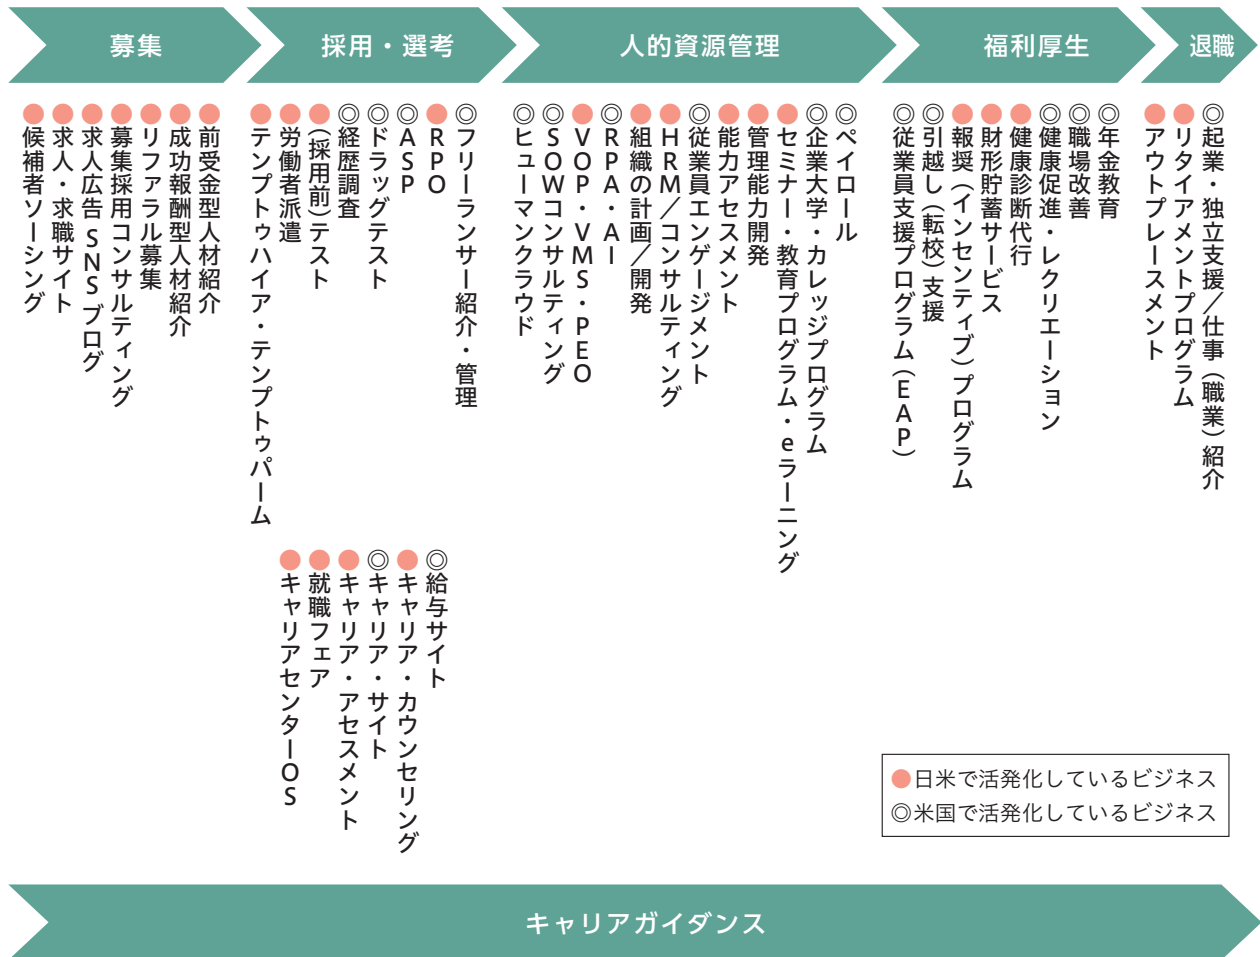 募集
●候補者ソーシング
●求人・求職サイト
●求人広告 SNS ブログ
●募集採用コンサルティング
●リファラル募集
●成功報酬型人材紹介
●前受金型人材紹介
採用・選考
●テンプトゥハイア・テンプトゥパーム
●労働者派遣
●(採用前)テスト
◎経歴調査
◎ドラッグテスト
◎ASP
●RPO
◎フリーランサー紹介・管理
●キャリアセンターOS
●就職フェア
●キャリア・アセスメント
◎キャリア・サイト
●キャリア・カウンセリング
◎給与サイト
人的資源管理
◎ヒューマンクラウド
◎SOWコンサルティング
●VOP・VMS・PEO
◎RPA・AI
●組織の計画/開発
●HRM/コンサルティング
◎従業員エンゲージメント
●能力アセスメント
●管理能力開発
●セミナー・教育プログラム・eラーニング
◎企業大学・カレッジプログラム
◎ペイロール
福利厚生
◎従業員支援プログラム(EAP)
◎引越し(転校)支援
●報奨(インセンティブ)プログラム
●財形貯蓄サービス
●健康診断代行
◎健康促進・レクリエーション
◎職場改善
◎年金教育
退職
●アウトプレースメント
●リタイアメントプログラム
◎起業・独立支援/仕事(職業)紹介
●日米で活発化しているビジネス
◎米国で活発化しているビジネス
キャリアガイダンス